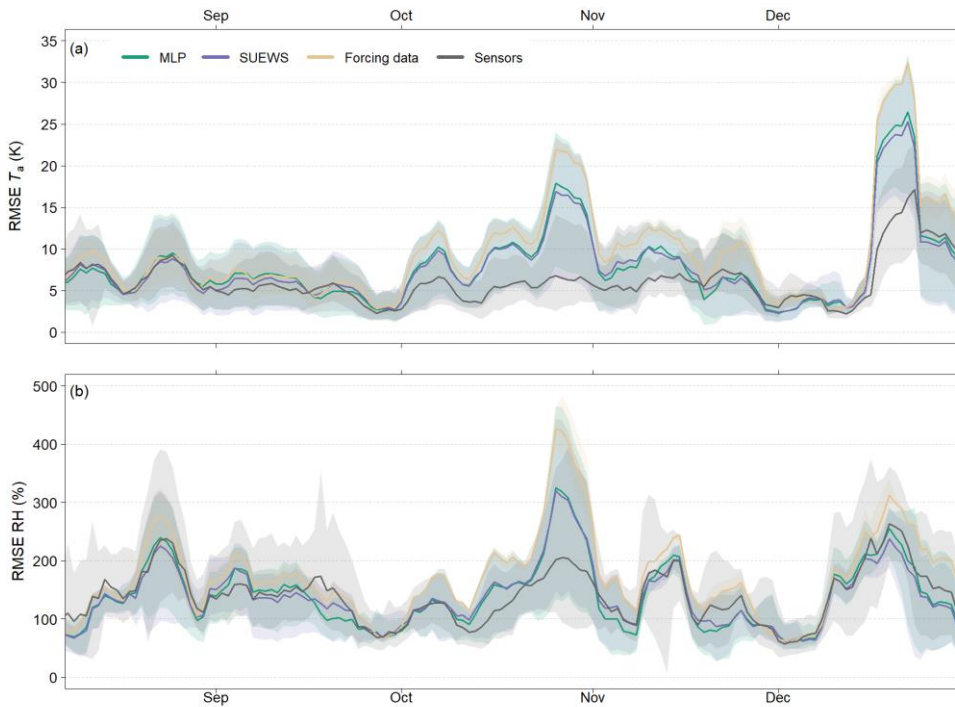 Sep Oct Nov Dec
(a) MLP SUEWS Forcing data Sensors
RMSE Ta (K)
35
30
25
20
15
10
5
0
(b)
RMSE RH (%)
500
400
300
200
100
0
Sep Oct Nov Dec